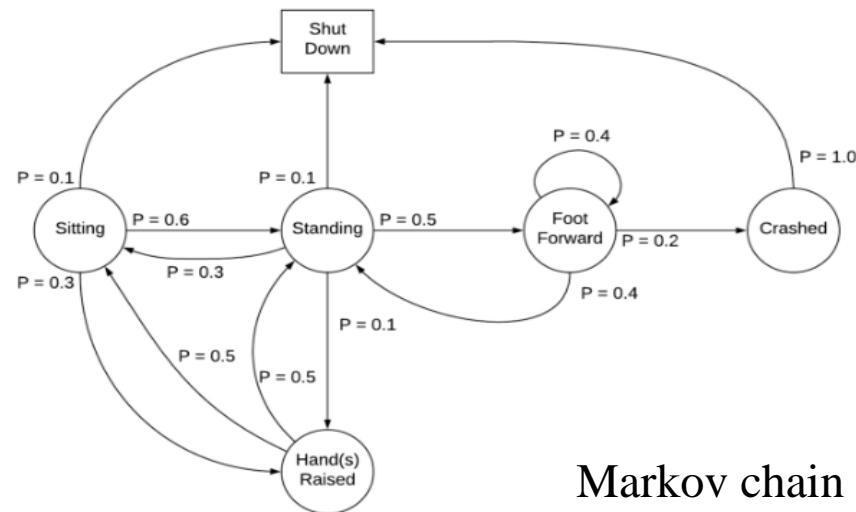 Shut
Down
P = 0.4
P = 1.0
P = 0.1
P = 0.1
Sitting
P = 0.6
Standing
P = 0.5
Foot
Forward
P = 0.2
Crashed
P = 0.3
P = 0.3
P = 0.4
P = 0.1
P = 0.5
P = 0.5
Hand(s)
Raised
Markov chain